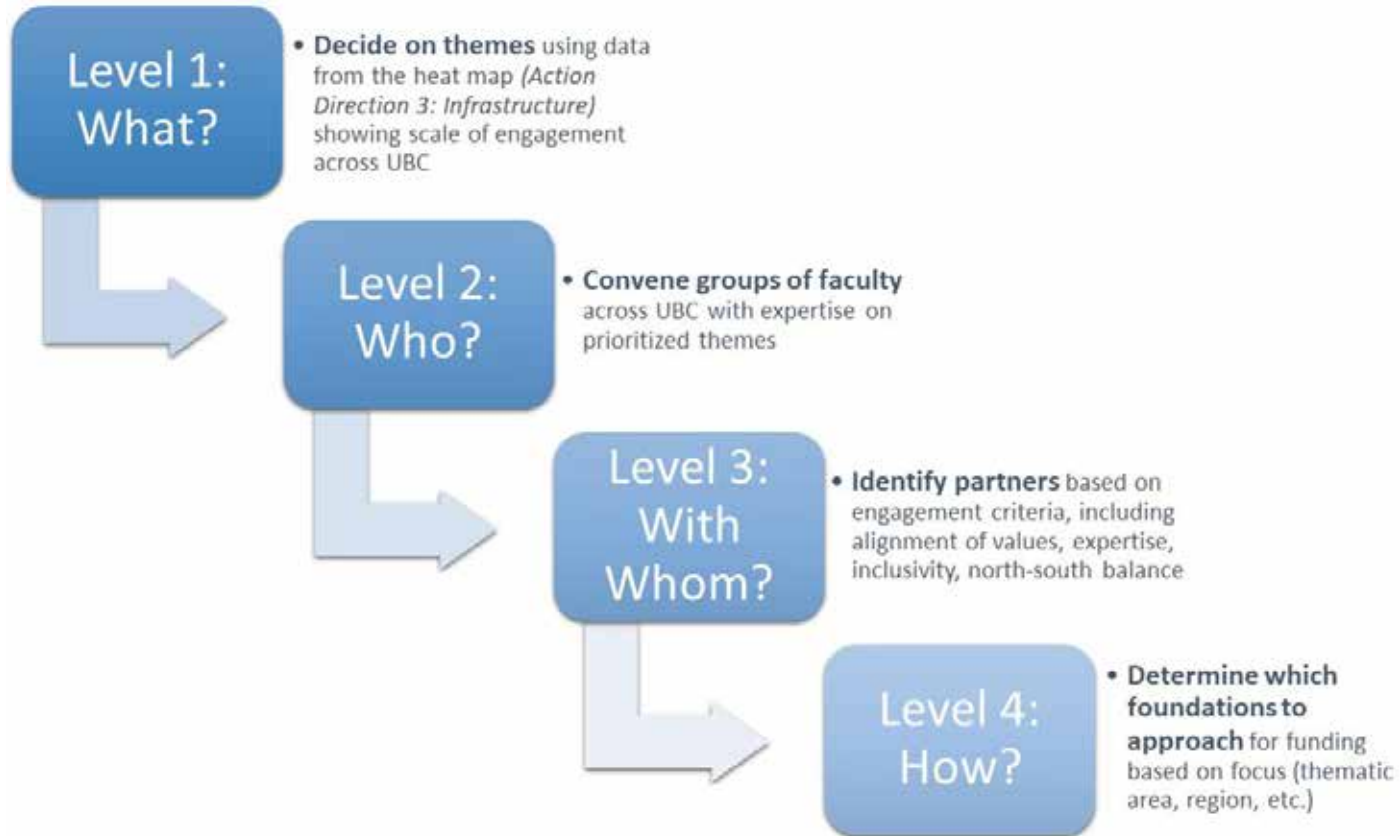 Level 1:
What?
• Decide on themes using data
from the heat map (Action
Direction 3: Infrastructure)
showing scale of engagement
across UBC
Level 2:
Who?
• Convene groups of faculty
across UBC with expertise on
prioritized themes
Level 3:
With
Whom?
• Identify partners based on
engagement criteria, including
alignment of values, expertise,
inclusivity, north-south balance
Level 4:
How?
• Determine which
foundations to
approach for funding
based on focus (thematic
area, region, etc.)